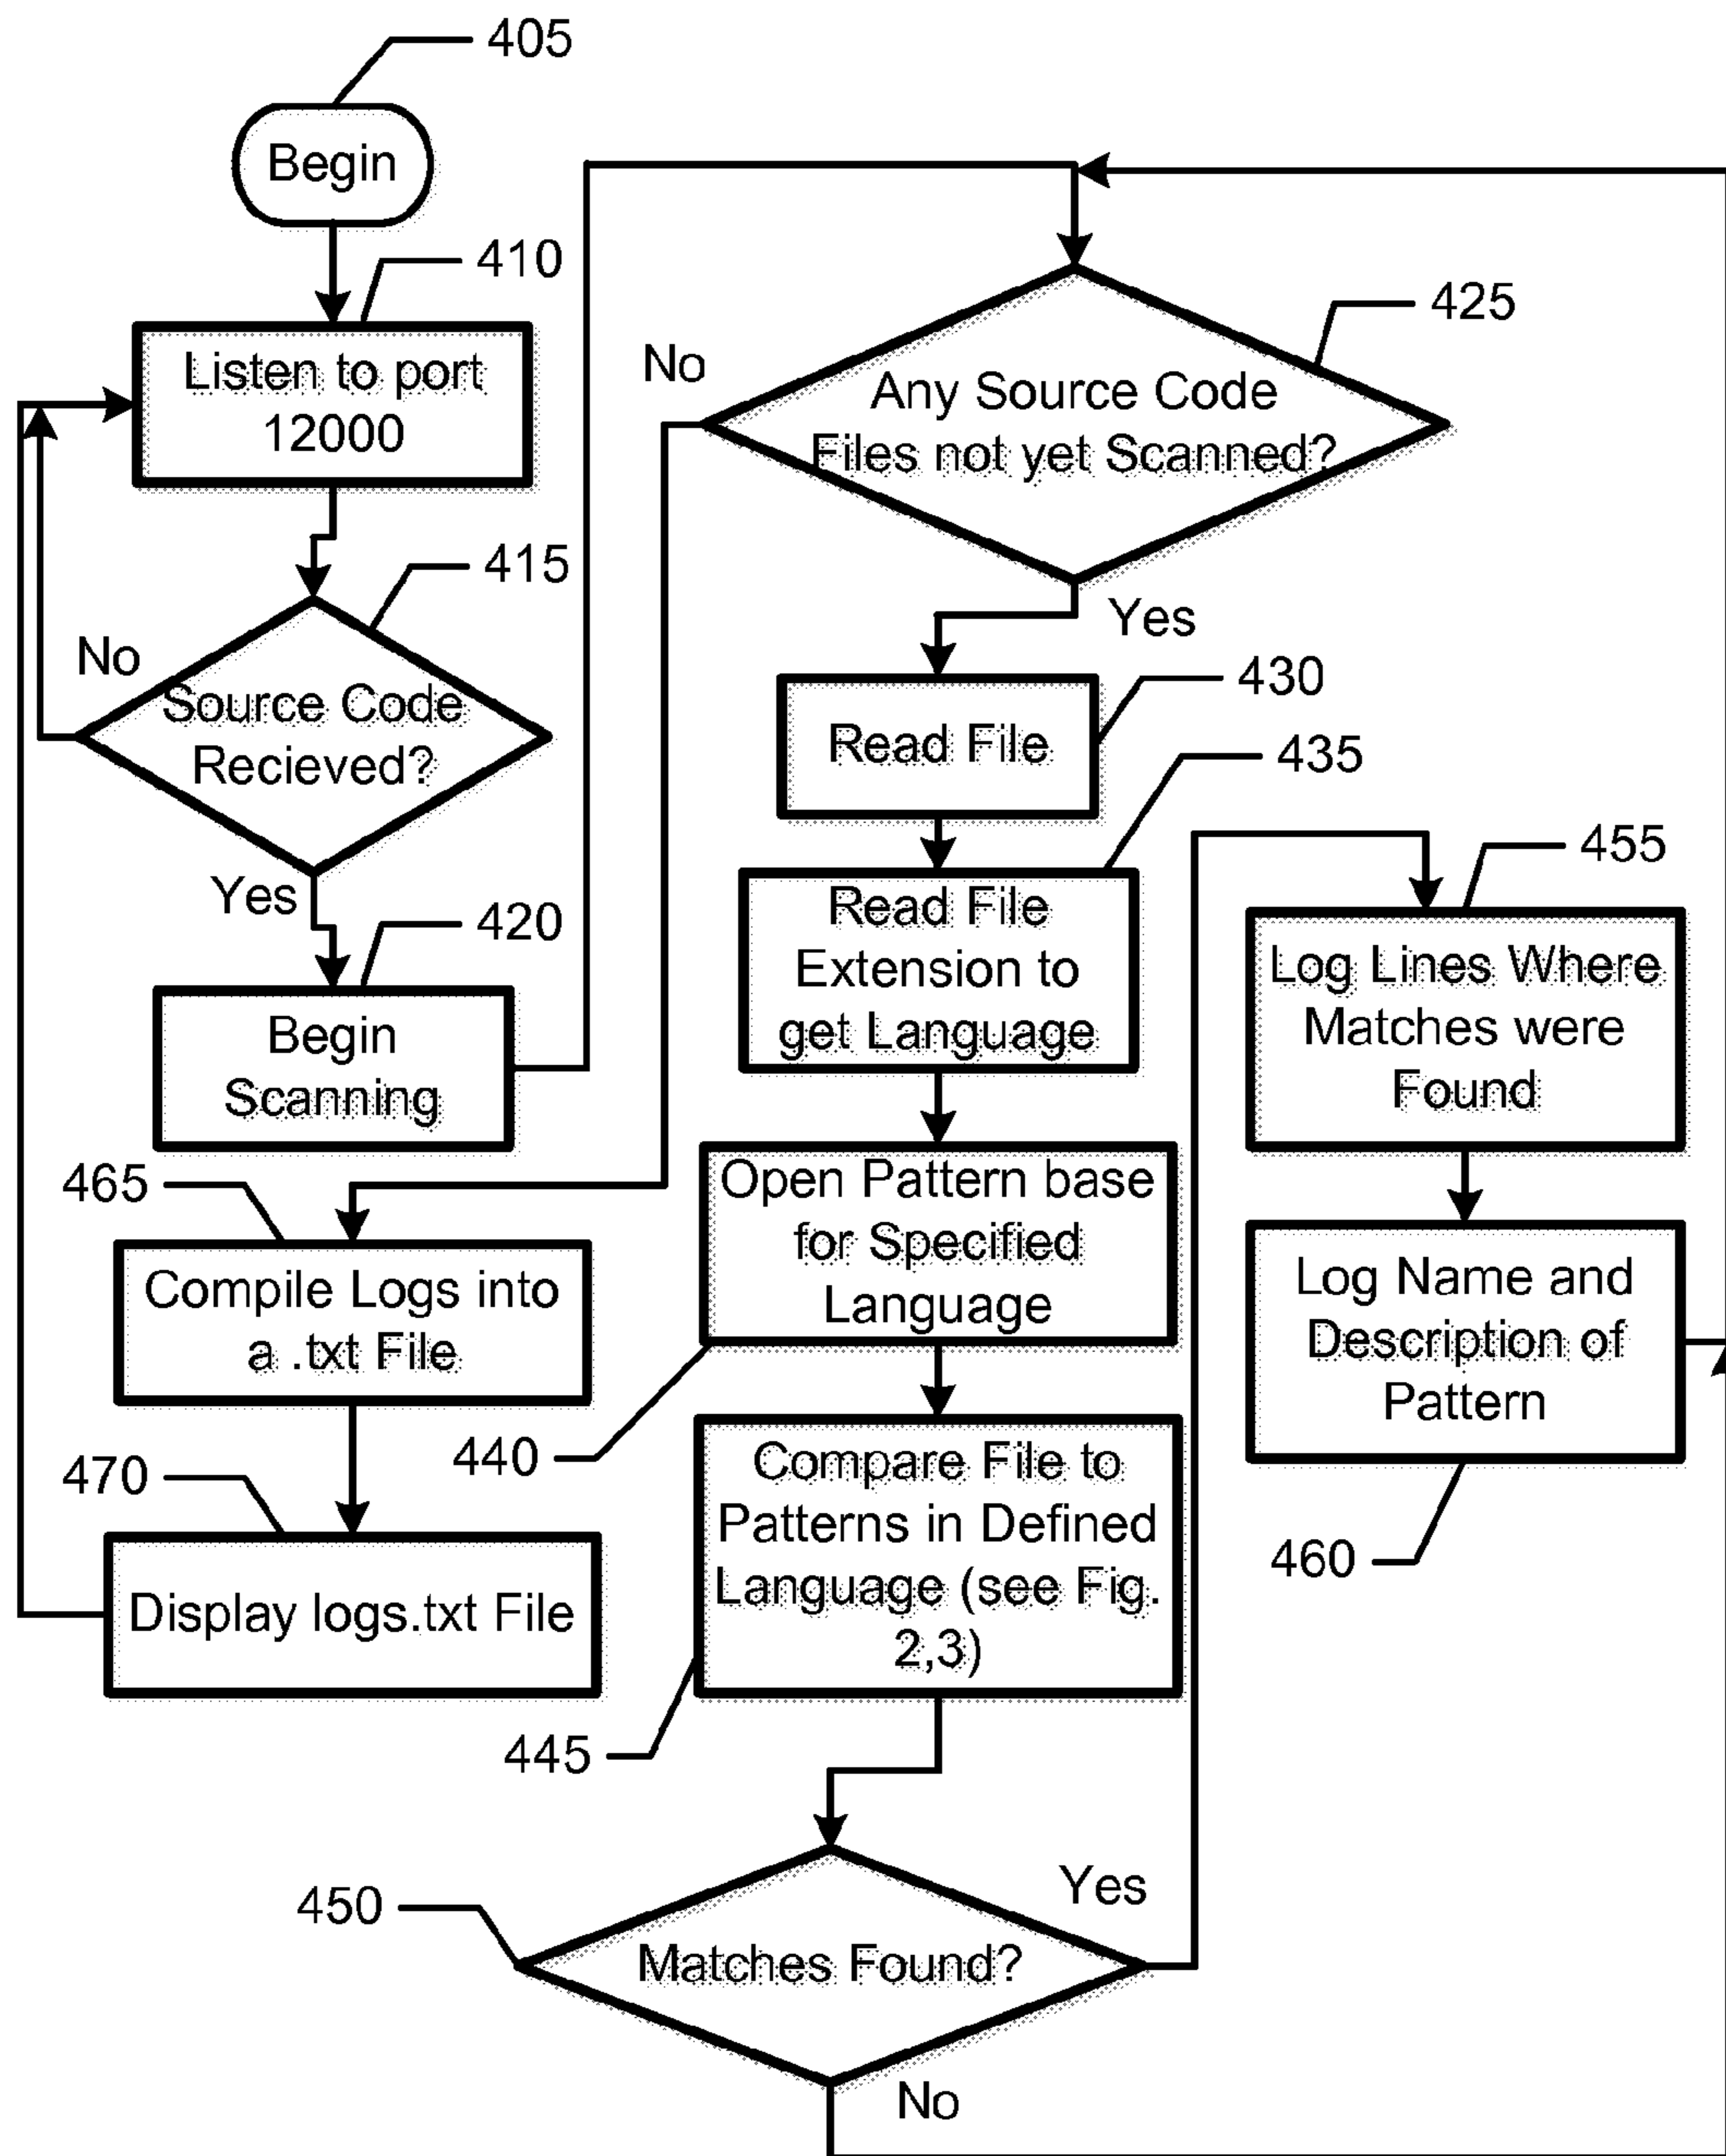 405
Begin
410
Listen to port
12000
415
No
Source Code
Recieved?
Yes
420
Begin
Scanning
425
No
Any Source Code
Files not yet Scanned?
Yes
430
Read File
435
Read File
Extension to
get Language
440
Open Pattern base
for Specified
Language
445
Compare File to
Patterns in Defined
Language (see Fig.
2,3)
450
Matches Found?
Yes
No
455
Log Lines Where
Matches were
Found
460
Log Name and
Description of
Pattern
465
Compile Logs into
a .txt File
470
Display logs.txt File